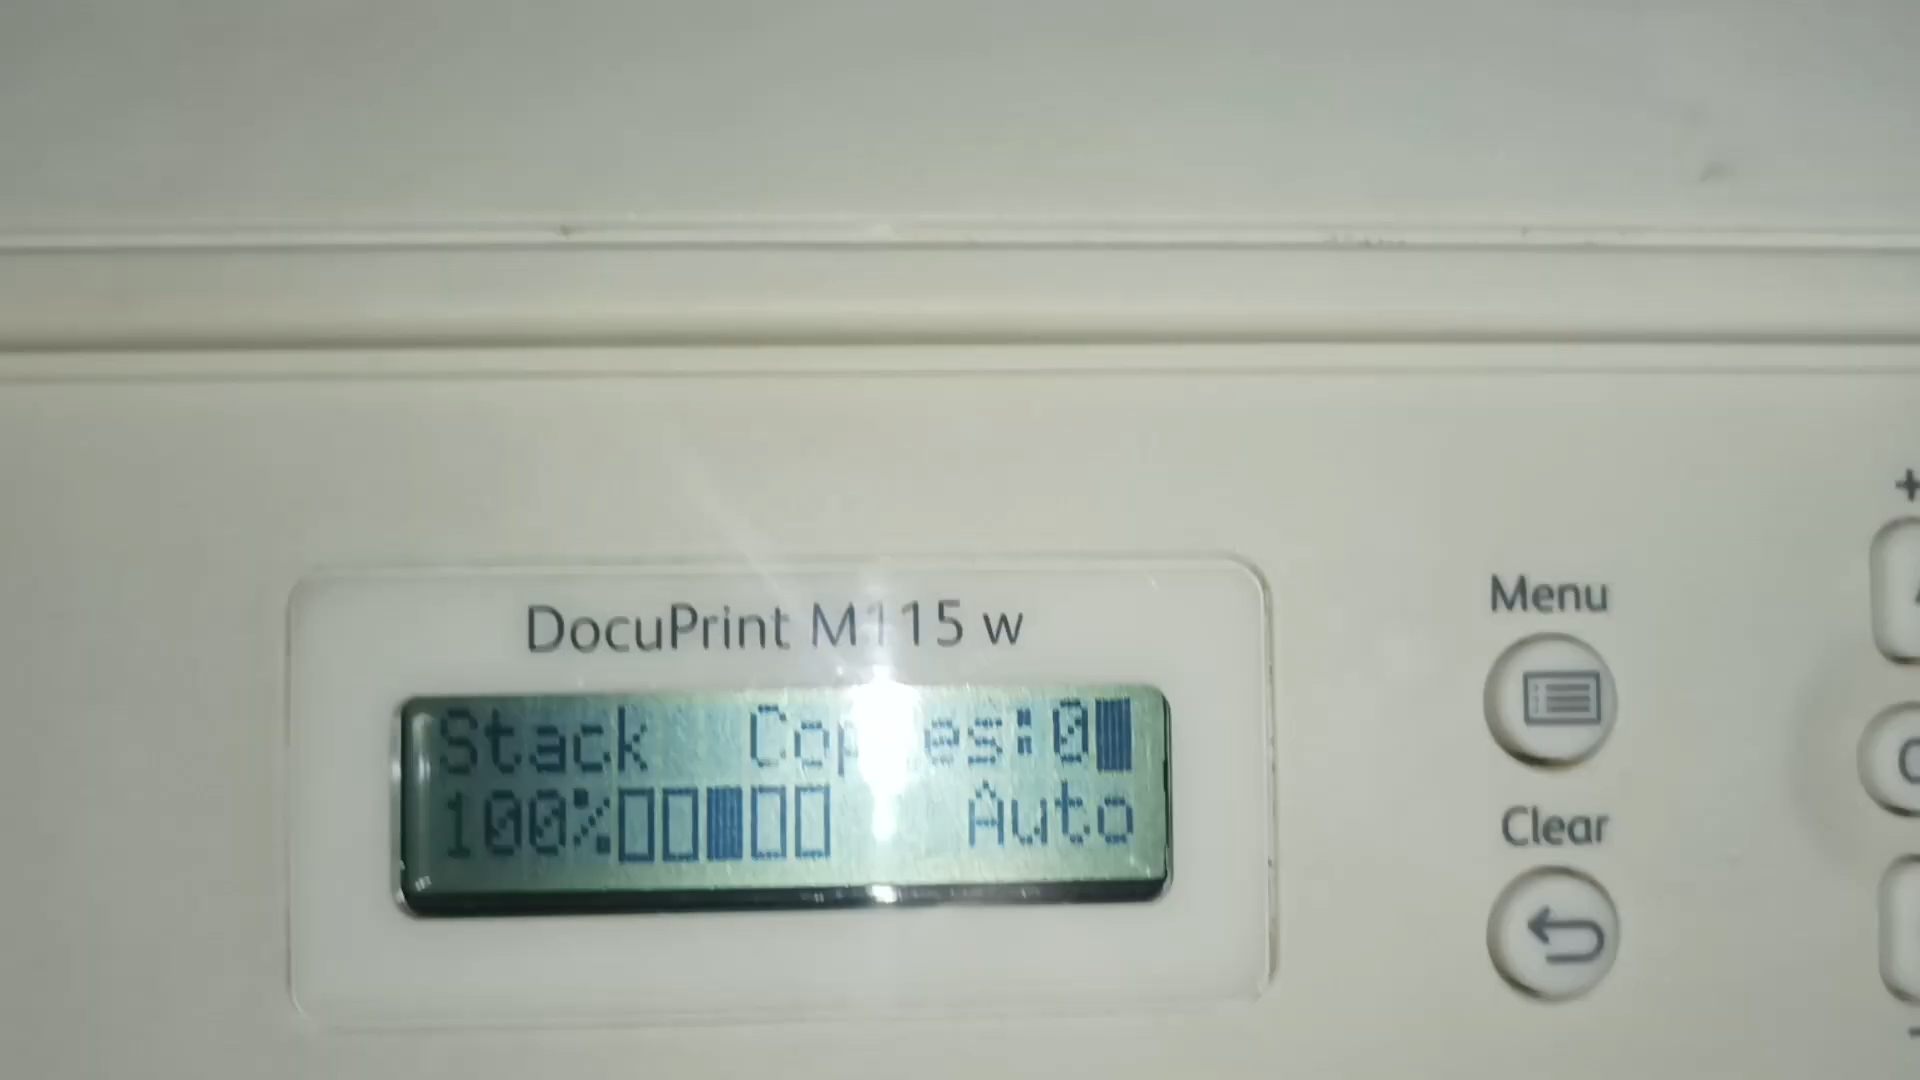 DocuPrint M115 w
Stack Copies:0
100% Auto
Menu
Clear
+